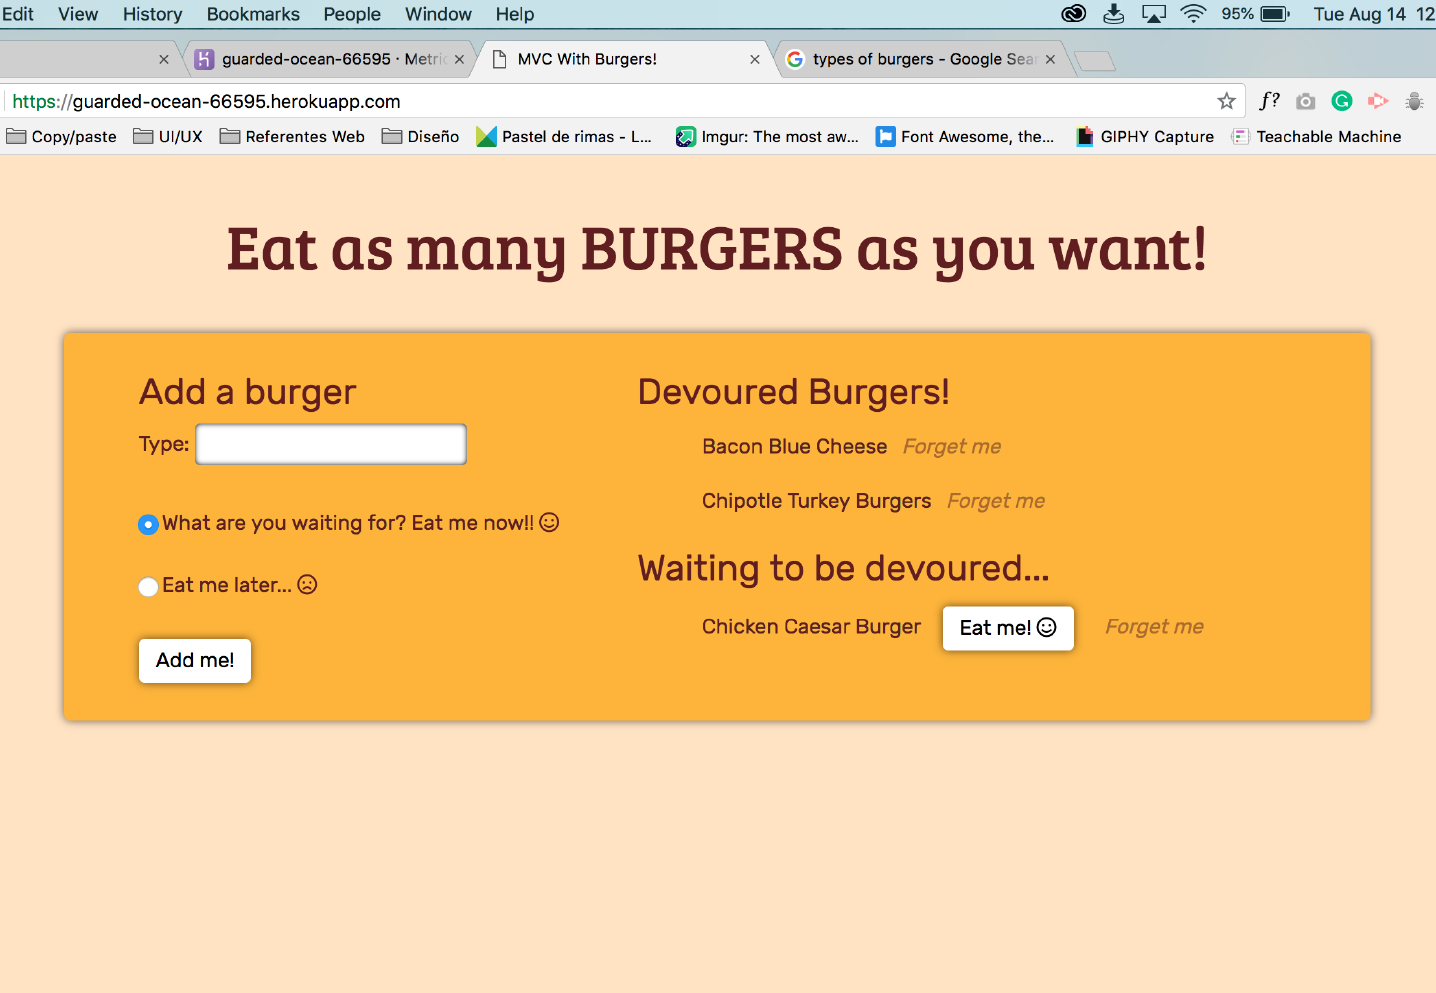 Edit View History Bookmarks People Window Help 95% Tue Aug 14 12
guarded-ocean-66595 · Metric MVC With Burgers! types of burgers - Google Sear
https://guarded-ocean-66595.herokuapp.com f?
Copy/paste UI/UX Referentes Web Diseño Pastel de rimas - L... Imgur: The most aw... Font Awesome, the... GIPHY Capture Teachable Machine
Eat as many BURGERS as you want!
Add a burger
Type:
What are you waiting for? Eat me now!!
Eat me later...
Add me!
Devoured Burgers!
Bacon Blue Cheese Forget me
Chipotle Turkey Burgers Forget me
Waiting to be devoured...
Chicken Caesar Burger Eat me! Forget me